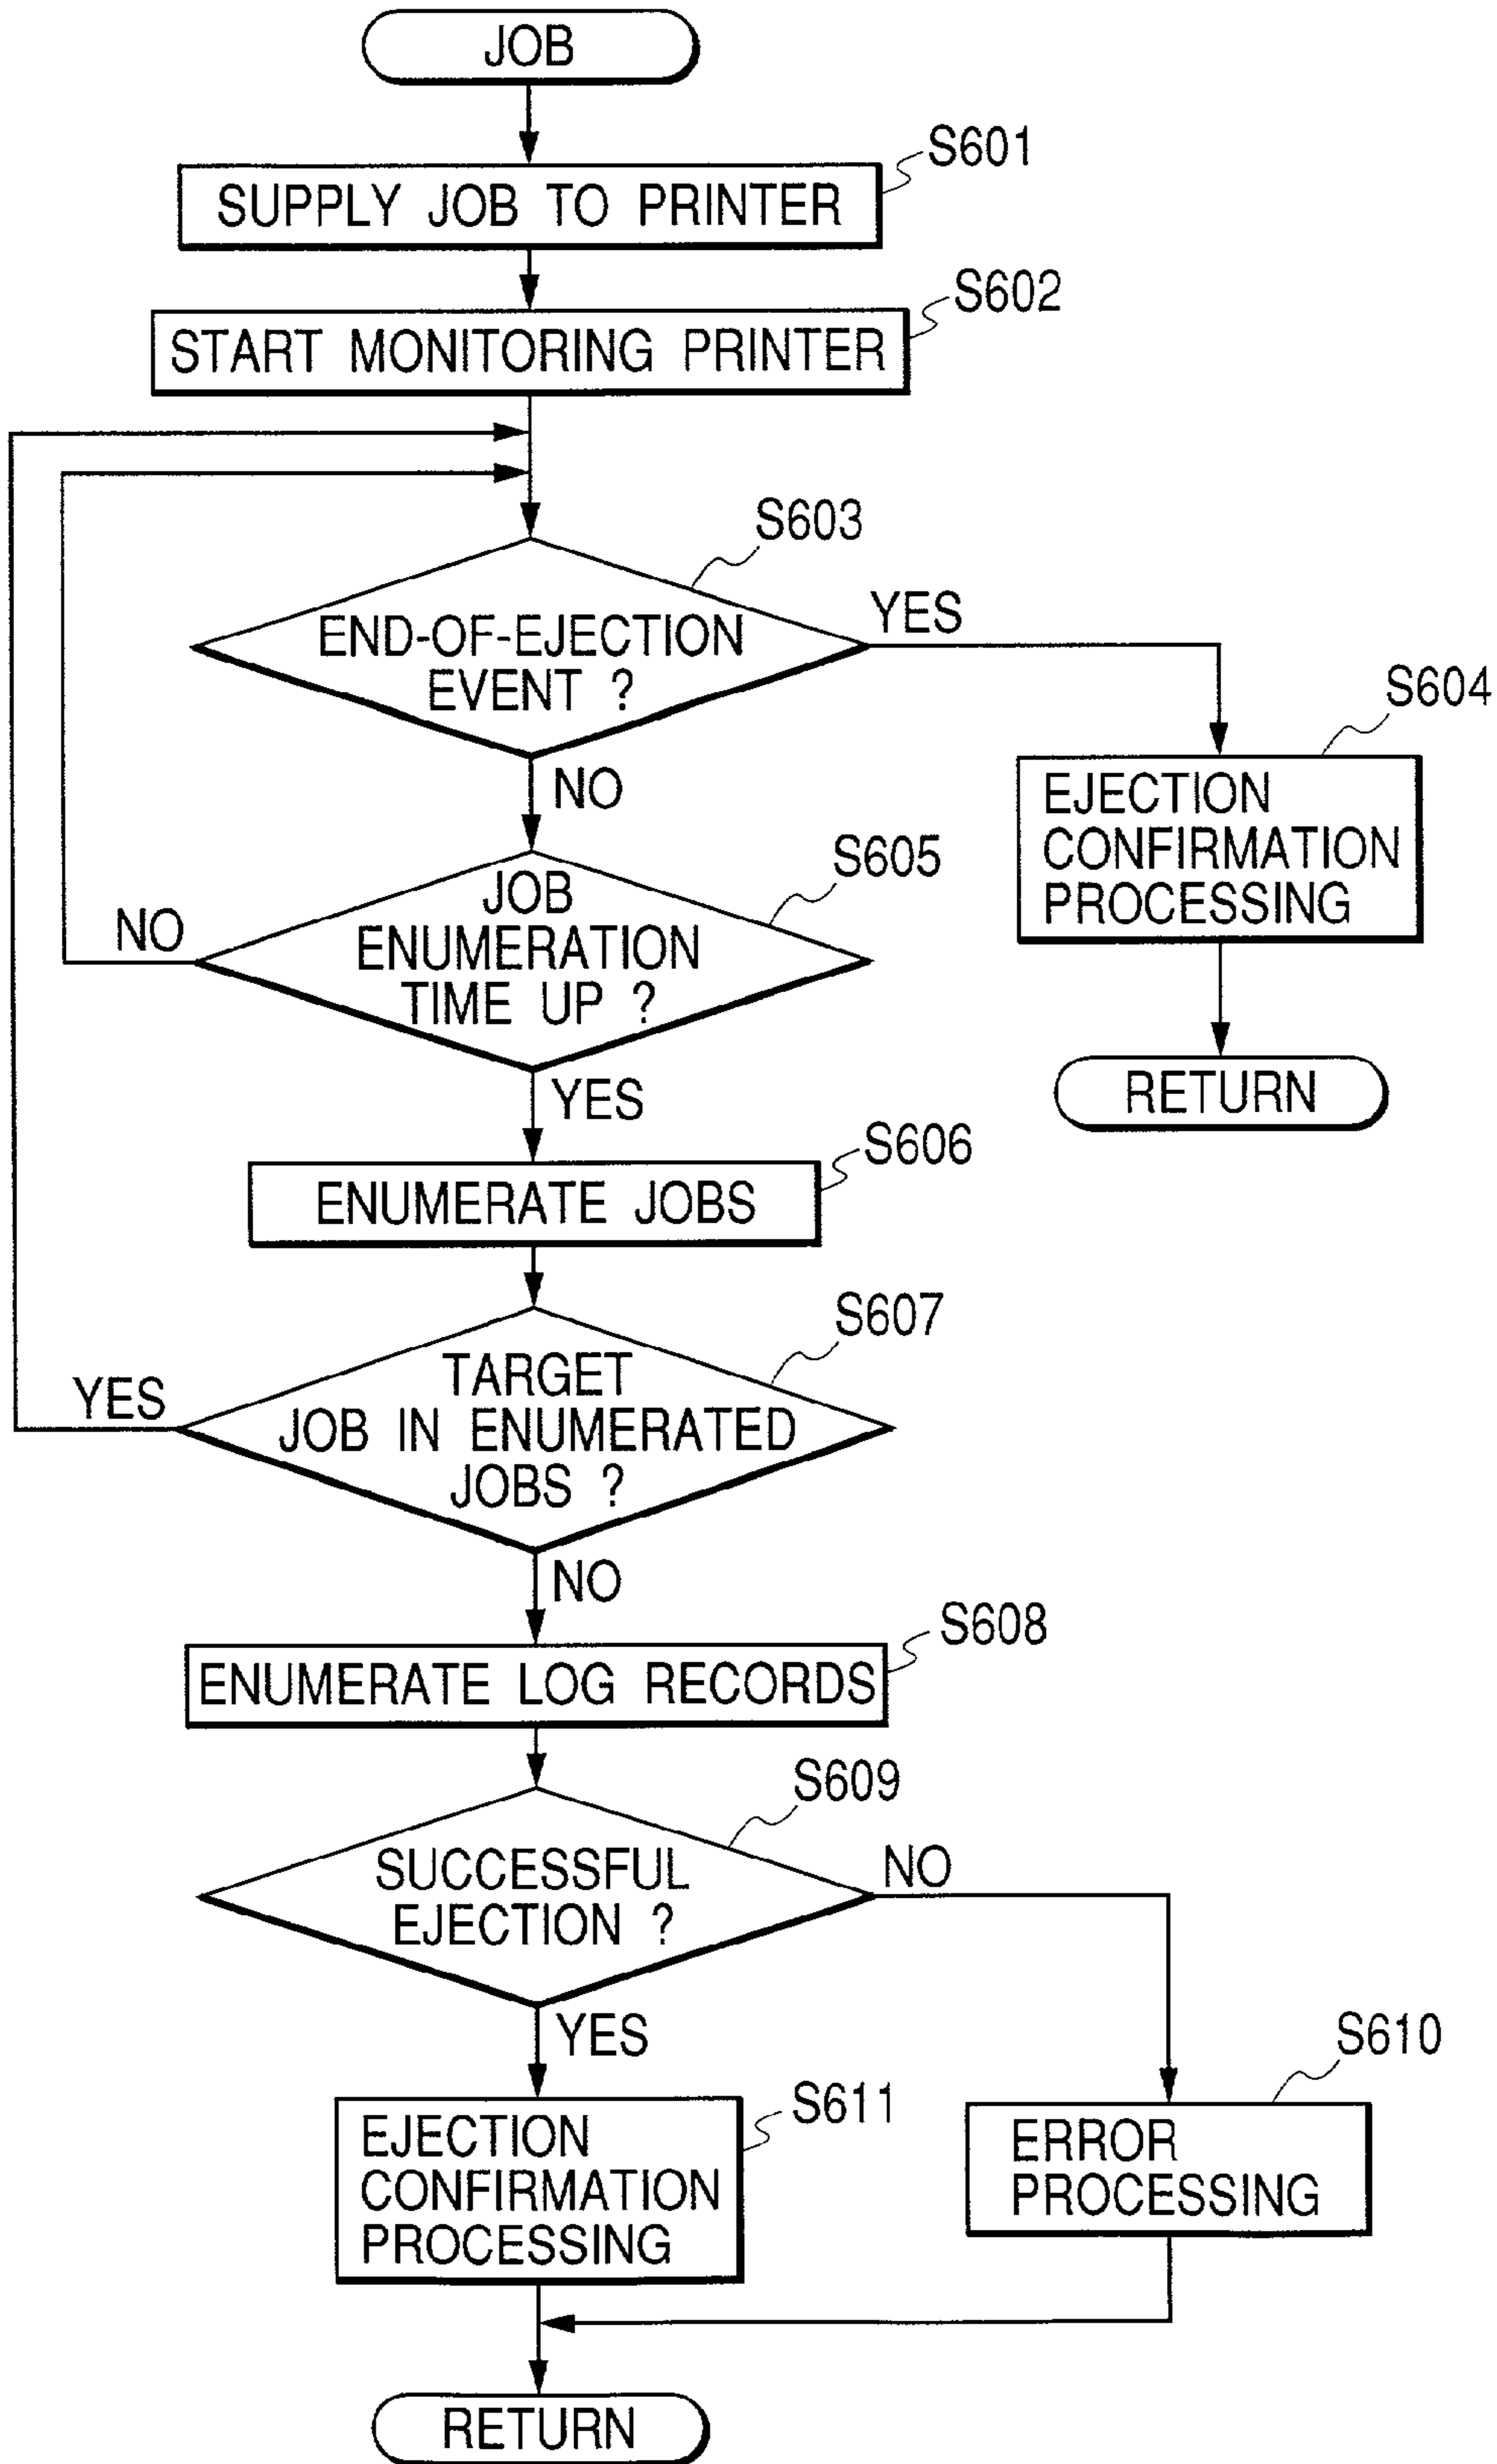 JOB
S601
SUPPLY JOB TO PRINTER
S602
START MONITORING PRINTER
S603
END-OF-EJECTION
EVENT ?
YES
NO
S604
EJECTION
CONFIRMATION
PROCESSING
RETURN
S605
JOB
ENUMERATION
TIME UP ?
NO
YES
S606
ENUMERATE JOBS
S607
TARGET
JOB IN ENUMERATED
JOBS ?
YES
NO
S608
ENUMERATE LOG RECORDS
S609
SUCCESSFUL
EJECTION ?
NO
YES
S610
ERROR
PROCESSING
S611
EJECTION
CONFIRMATION
PROCESSING
RETURN